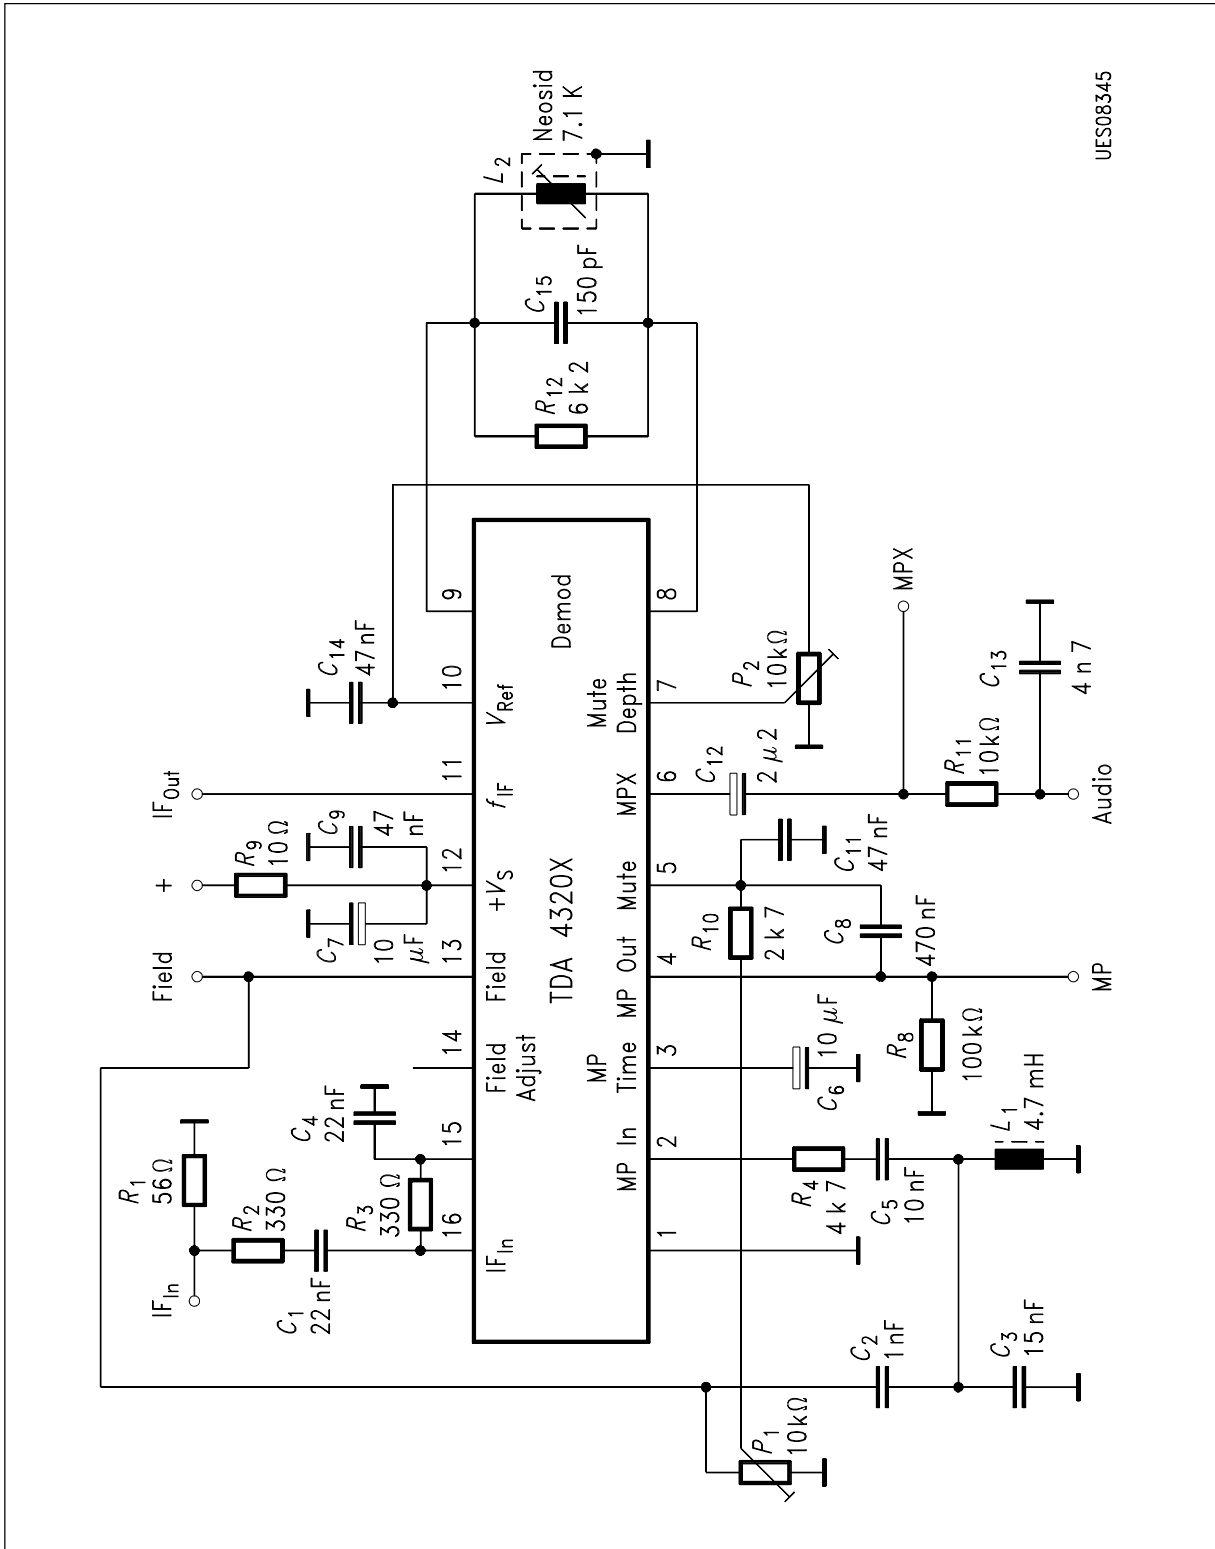 UES08345
Neosid
7.1 K
L2
C15
150 pF
R12
6 k 2
C14
47 nF
IFOut
+
Field
R9
10 Ω
C9
47
nF
C7
10
μF
R1
56 Ω
IFIn
R2
330 Ω
C1
22 nF
C4
22 nF
R3
330 Ω
16
15
14
13
12
11
10
9
IFIn
Field
Adjust
Field
+VS
fIF
VRef
Demod
TDA 4320X
MP In
MP
Time
MP Out
Mute
MPX
Mute
Depth
1
2
3
4
5
6
7
8
R4
4 k 7
C5
10 nF
L1
4.7 mH
C6
10 μF
R8
100 kΩ
R10
2 k 7
C8
470 nF
C11
47 nF
C12
2 μ 2
P2
10 kΩ
R11
10 kΩ
C13
4 n 7
MPX
Audio
MP
C2
1 nF
C3
15 nF
P1
10 kΩ